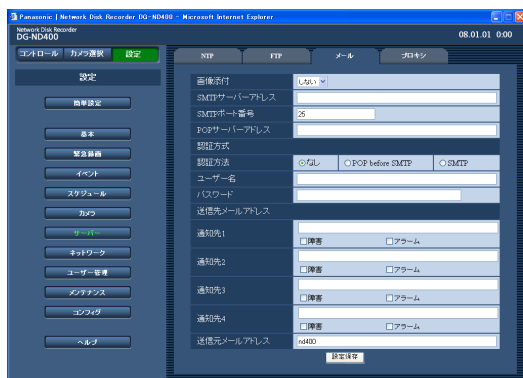 Panasonic | Network Disk Recorder DG-ND400 - Microsoft Internet Explorer
Network Disk Recorder
DG-ND400
08.01.01 0:00
コントロール カメラ選択 設定
NTP FTP メール プロキシ
設定
簡単設定
基本
緊急録画
イベント
スケジュール
カメラ
サーバー
ネットワーク
ユーザー管理
メンテナンス
コンフィグ
ヘルプ
画像添付 しない
SMTPサーバーアドレス
SMTPポート番号 25
POPサーバーアドレス
認証方式
認証方法 なし POP before SMTP SMTP
ユーザー名
パスワード
送信先メールアドレス
通知先1
障害 アラーム
通知先2
障害 アラーム
通知先3
障害 アラーム
通知先4
障害 アラーム
送信元メールアドレス nd400
設定保存